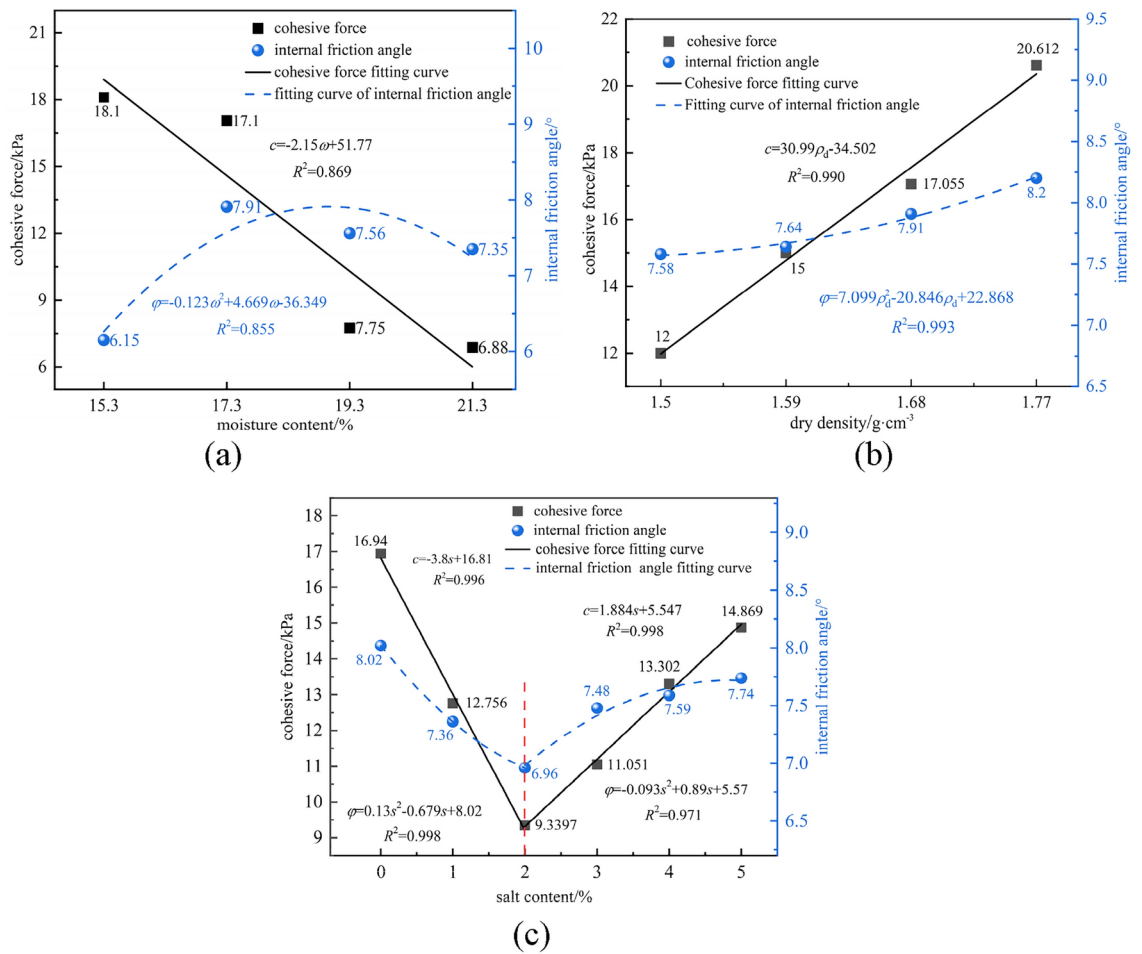 cohesive force
internal friction angle
cohesive force fitting curve
fitting curve of internal friction angle
c=-2.15ω+51.77
R²=0.869
φ=-0.123ω²+4.669ω-36.349
R²=0.855
18.1
17.1
7.75
6.88
6.15
7.91
7.56
7.35
21
18
15
12
9
6
cohesive force/kPa
10
9
8
7
6
internal friction angle/°
15.3 17.3 19.3 21.3
moisture content/%
(a)
cohesive force
internal friction angle
Cohesive force fitting curve
Fitting curve of internal friction angle
c=30.99ρd-34.502
R²=0.990
φ=7.099ρd²-20.846ρd+22.868
R²=0.993
12
15
17.055
20.612
7.58
7.64
7.91
8.2
22
20
18
16
14
12
cohesive force/kPa
9.5
9.0
8.5
8.0
7.5
7.0
6.5
internal friction angle/°
1.5 1.59 1.68 1.77
dry density/g·cm⁻³
(b)
cohesive force
internal friction angle
cohesive force fitting curve
internal friction angle fitting curve
c=-3.8s+16.81
R²=0.996
c=1.884s+5.547
R²=0.998
φ=0.13s²-0.679s+8.02
R²=0.998
φ=-0.093s²+0.89s+5.57
R²=0.971
16.94
12.756
9.3397
11.051
13.302
14.869
8.02
7.36
6.96
7.48
7.59
7.74
18
17
16
15
14
13
12
11
10
9
cohesive force/kPa
9.0
8.5
8.0
7.5
7.0
6.5
internal friction angle/°
0 1 2 3 4 5
salt content/%
(c)